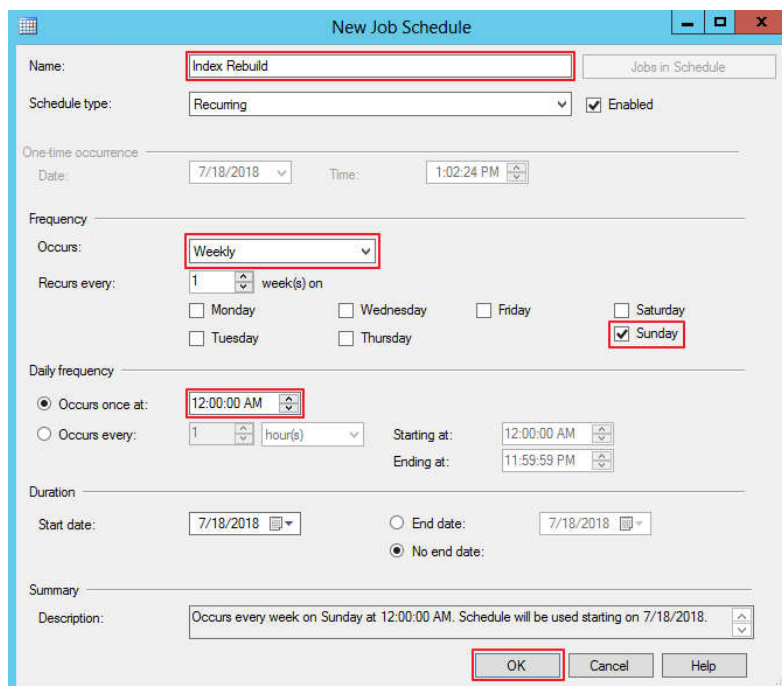 New Job Schedule
Name: Index Rebuild Jobs in Schedule
Schedule type: Recurring Enabled
One-time occurrence
Date: 7/18/2018 Time: 1:02:24 PM
Frequency
Occurs: Weekly
Recurs every: 1 week(s) on
Monday Wednesday Friday Saturday
Tuesday Thursday Sunday
Daily frequency
Occurs once at: 12:00:00 AM
Occurs every: 1 hour(s) Starting at: 12:00:00 AM
Ending at: 11:59:59 PM
Duration
Start date: 7/18/2018 End date: 7/18/2018
No end date:
Summary
Description: Occurs every week on Sunday at 12:00:00 AM. Schedule will be used starting on 7/18/2018.
OK Cancel Help